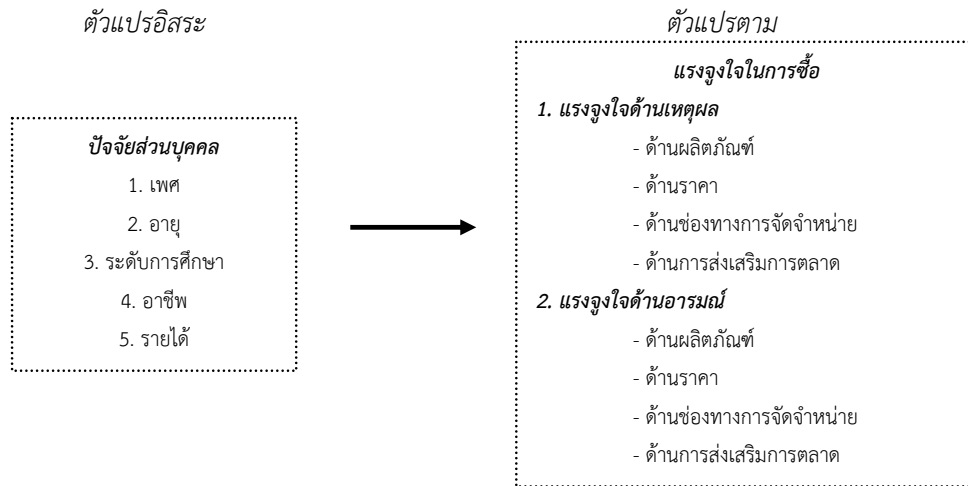 ตัวแปรอิสระ
ตัวแปรตาม
ปัจจัยส่วนบุคคล
1. เพศ
2. อายุ
3. ระดับการศึกษา
4. อาชีพ
5. รายได้
แรงจูงใจในการซื้อ
1. แรงจูงใจด้านเหตุผล
- ด้านผลิตภัณฑ์
- ด้านราคา
- ด้านช่องทางการจัดจำหน่าย
- ด้านการส่งเสริมการตลาด
2. แรงจูงใจด้านอารมณ์
- ด้านผลิตภัณฑ์
- ด้านราคา
- ด้านช่องทางการจัดจำหน่าย
- ด้านการส่งเสริมการตลาด